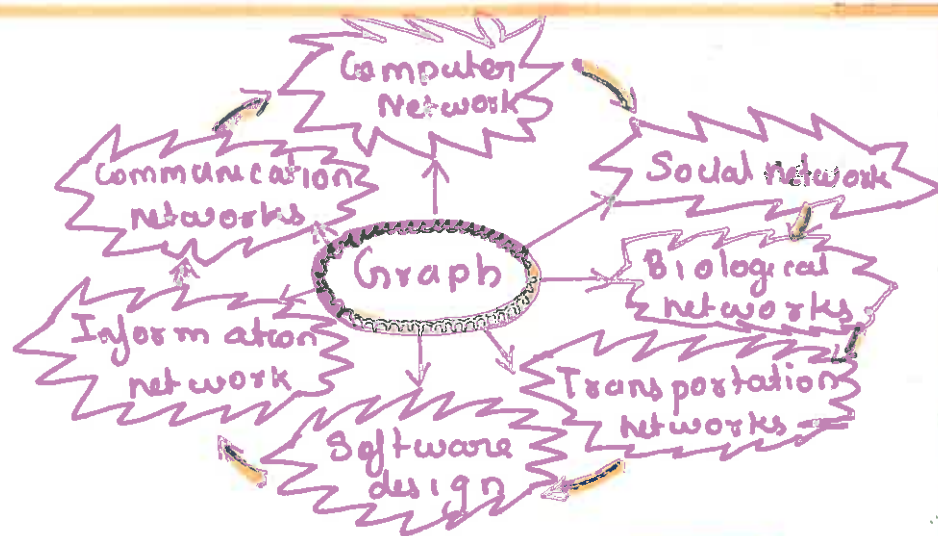 Computer
Network
Communication
networks
Social network
Graph
Biological
networks
Information
network
Transportation
networks
Software
design